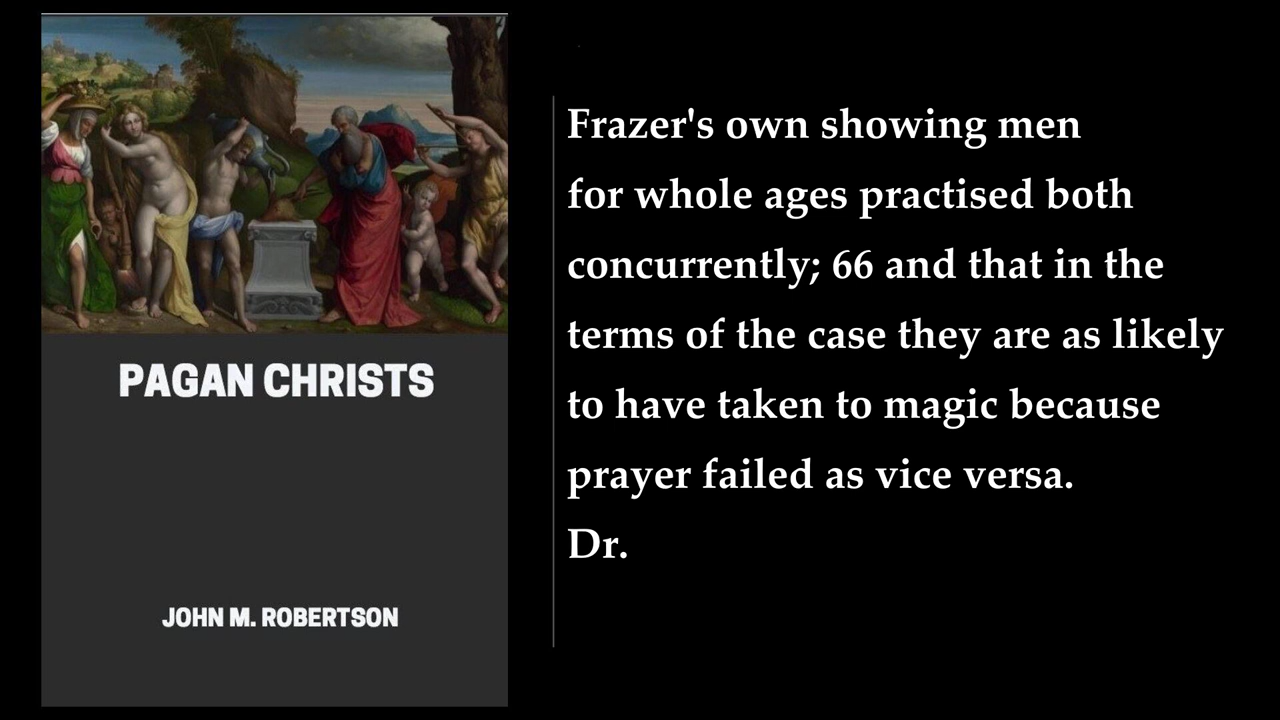 PAGAN CHRISTS
JOHN M. ROBERTSON
Frazer's own showing men
for whole ages practised both
concurrently; 66 and that in the
terms of the case they are as likely
to have taken to magic because
prayer failed as vice versa.
Dr.